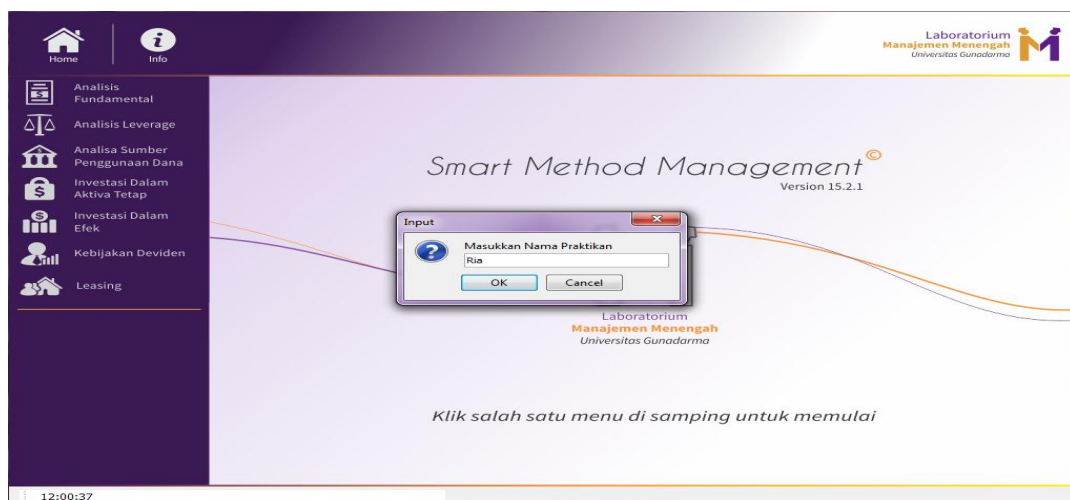 Home
Info
Laboratorium
Manajemen Menengah
Universitas Gunadarma
Analisis
Fundamental
Analisis Leverage
Analisa Sumber
Penggunaan Dana
Investasi Dalam
Aktiva Tetap
Investasi Dalam
Efek
Kebijakan Deviden
Leasing
Smart Method Management©
Version 15.2.1
Input
Masukkan Nama Praktikan
Ria
OK
Cancel
Laboratorium
Manajemen Menengah
Universitas Gunadarma
Klik salah satu menu di samping untuk memulai
12:00:37